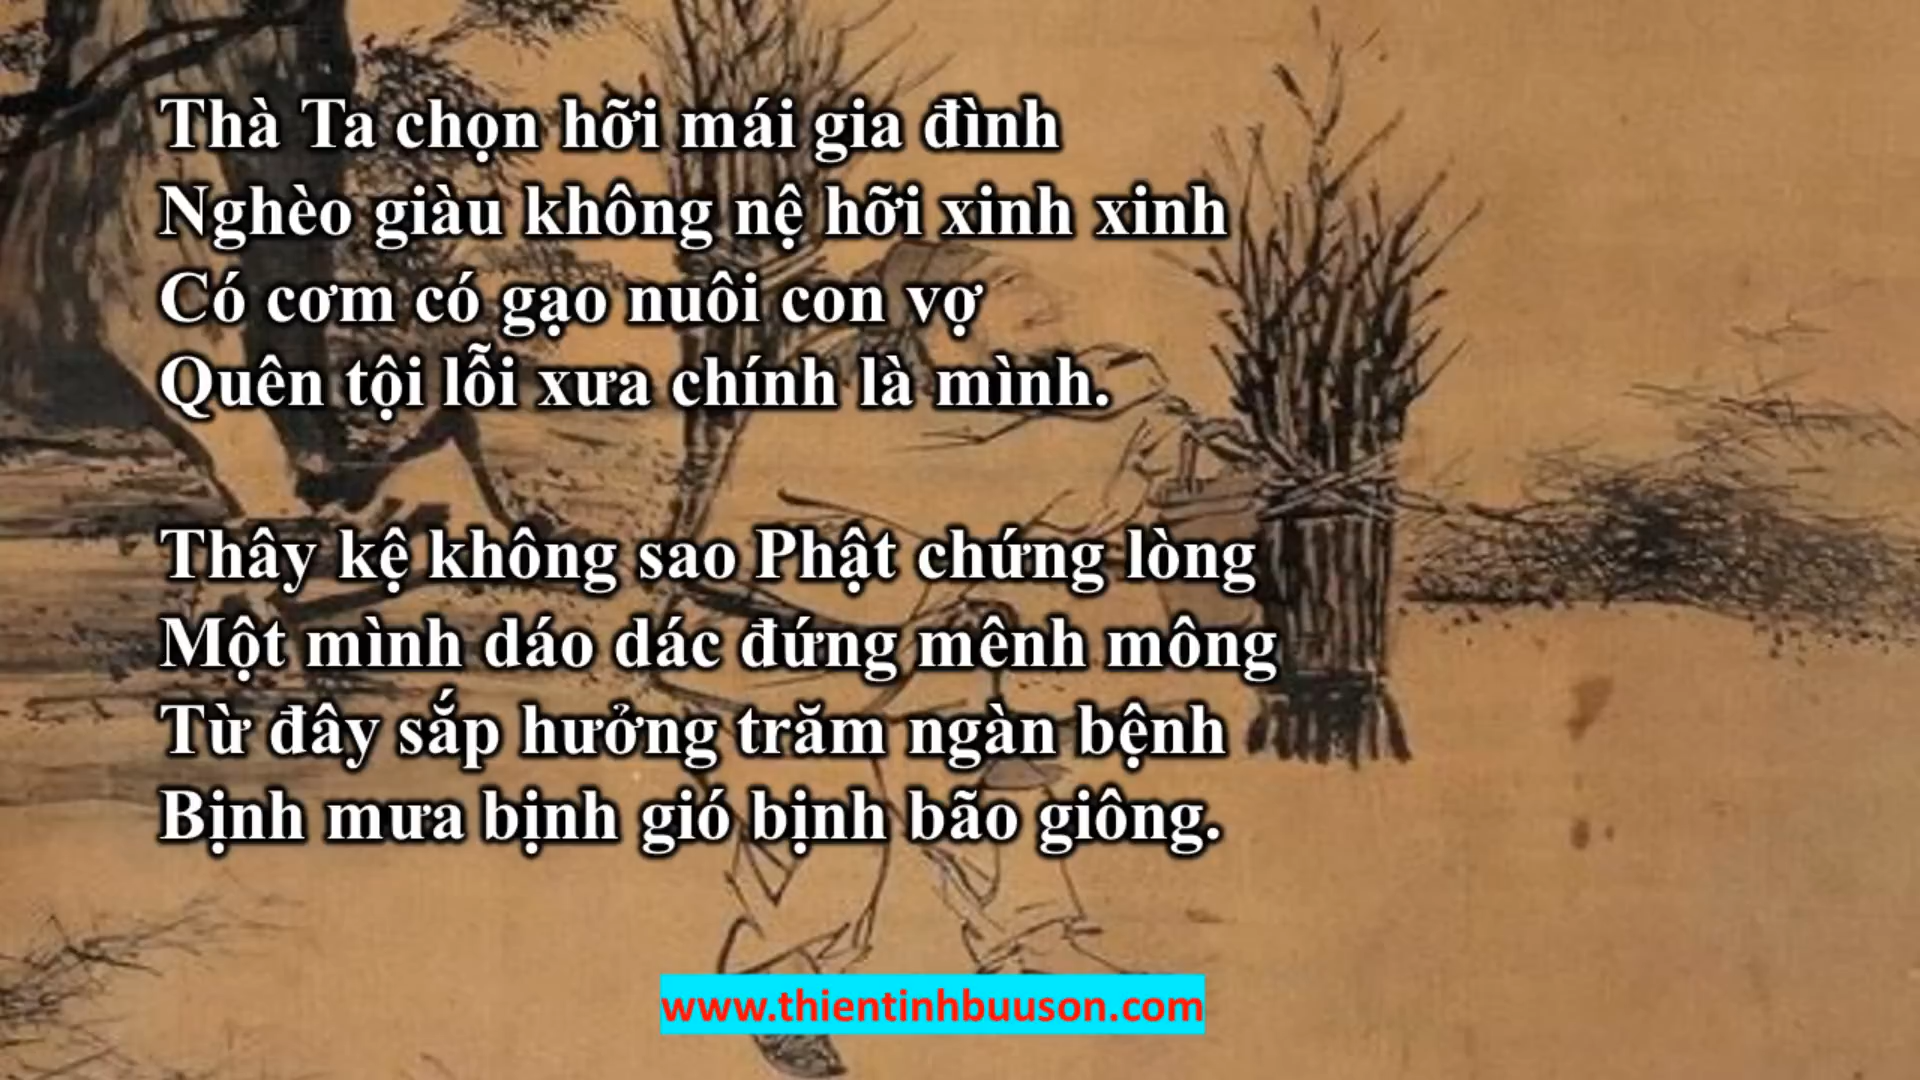 Thà Ta chọn hỡi mái gia đình
Nghèo giàu không nệ hỡi xinh xinh
Có cơm có gạo nuôi con vợ
Quên tội lỗi xưa chính là mình.
Thây kệ không sao Phật chứng lòng
Một mình dáo dác đứng mênh mông
Từ đây sắp hưởng trăm ngàn bệnh
Bịnh mưa bịnh gió bịnh bão giông.
www.thientinhbuuson.com